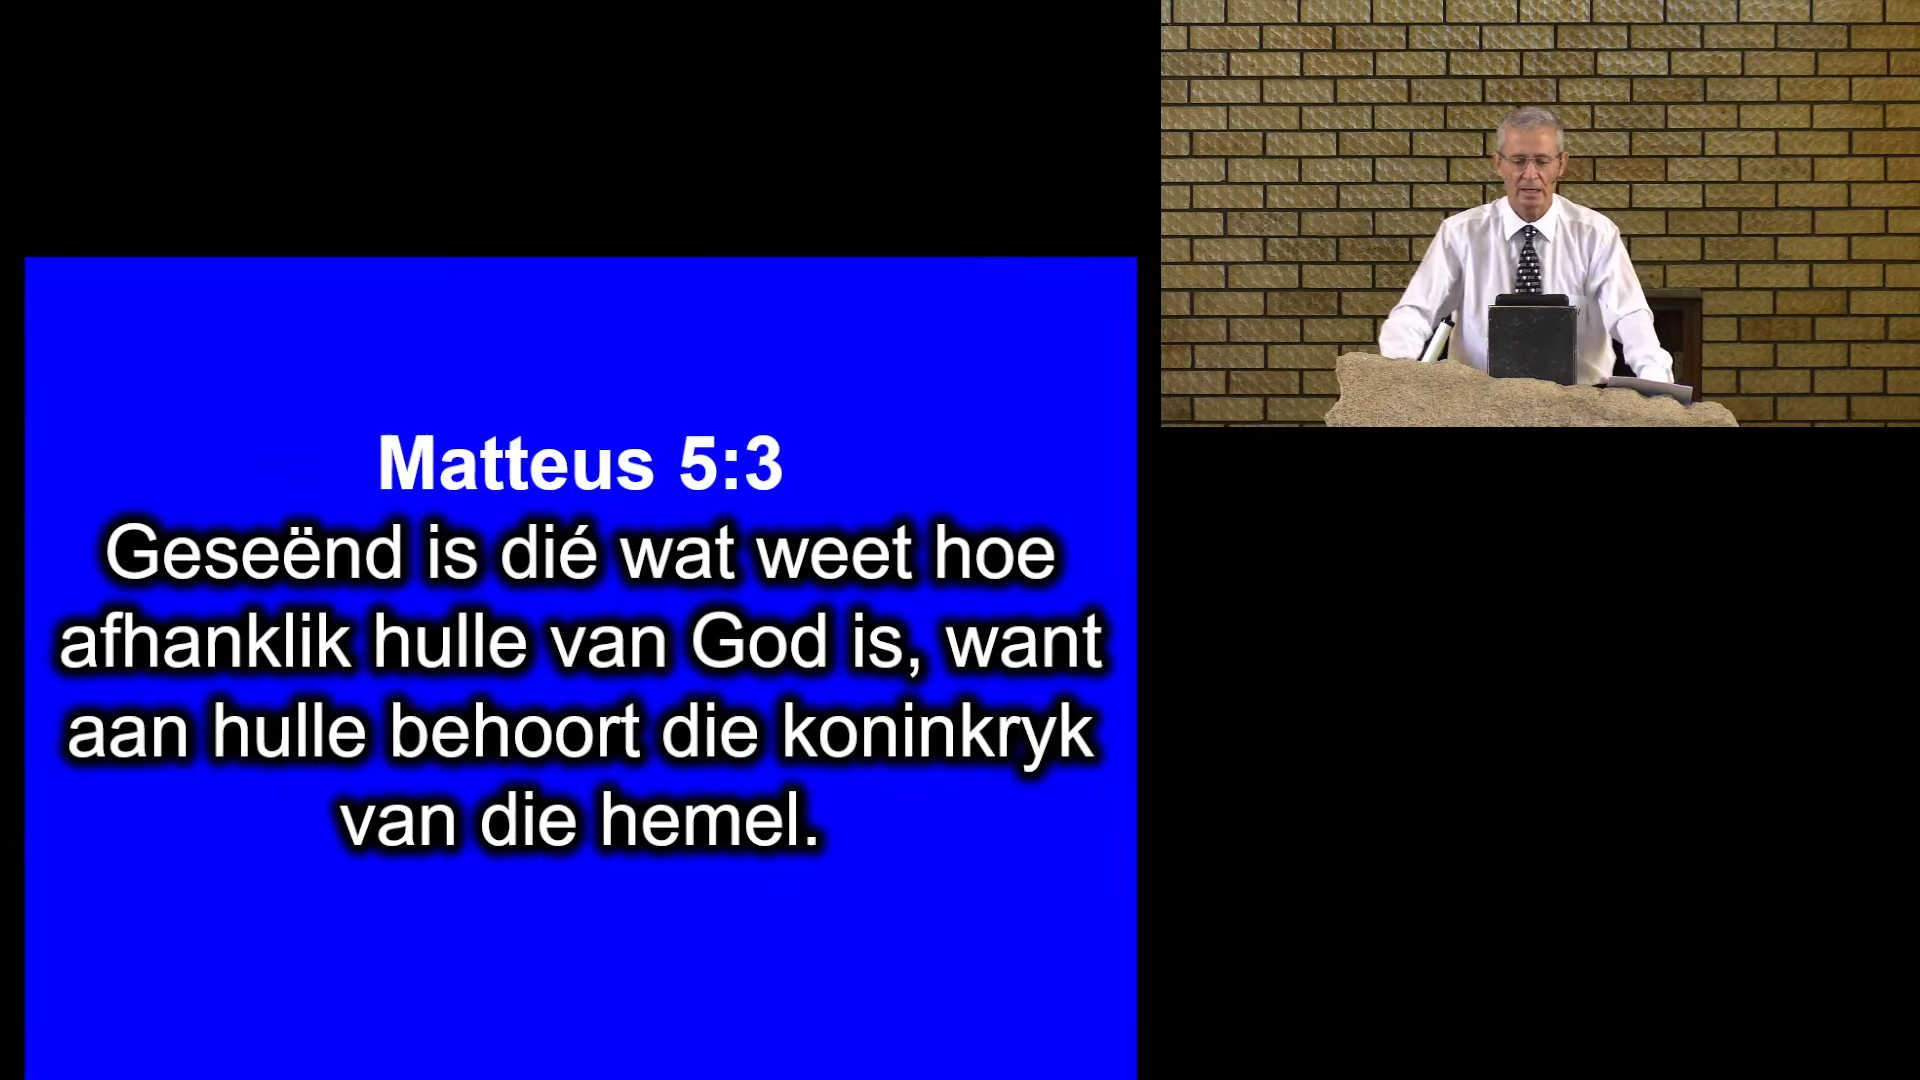 Matteus 5:3
Geseënd is dié wat weet hoe
afhanklik hulle van God is, want
aan hulle behoort die koninkryk
van die hemel.